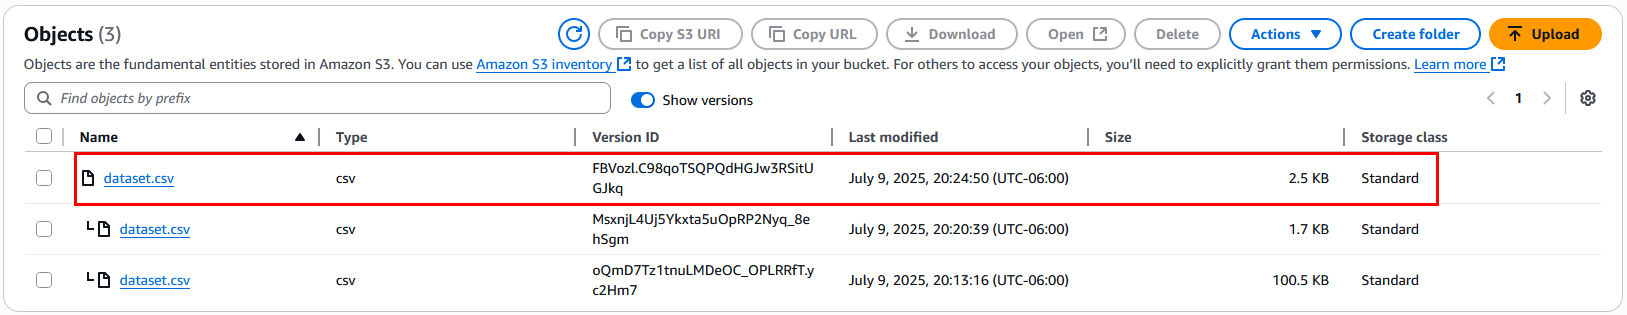 Objects (3)
Copy S3 URI
Copy URL
Download
Open
Delete
Actions
Create folder
Upload
Objects are the fundamental entities stored in Amazon S3. You can use Amazon S3 inventory to get a list of all objects in your bucket. For others to access your objects, you'll need to explicitly grant them permissions. Learn more
Find objects by prefix
Show versions
1
Name Type Version ID Last modified Size Storage class
dataset.csv csv FBVozl.C98qoTSQPQdHGJw3RSitU July 9, 2025, 20:24:50 (UTC-06:00) 2.5 KB Standard
GJkq
dataset.csv csv MsxnjL4Uj5Ykxta5uOpRP2Nyq_8e July 9, 2025, 20:20:39 (UTC-06:00) 1.7 KB Standard
hSgm
dataset.csv csv oQmD7Tz1tnuLMDeOC_OPLRRfT.y July 9, 2025, 20:13:16 (UTC-06:00) 100.5 KB Standard
c2Hm7